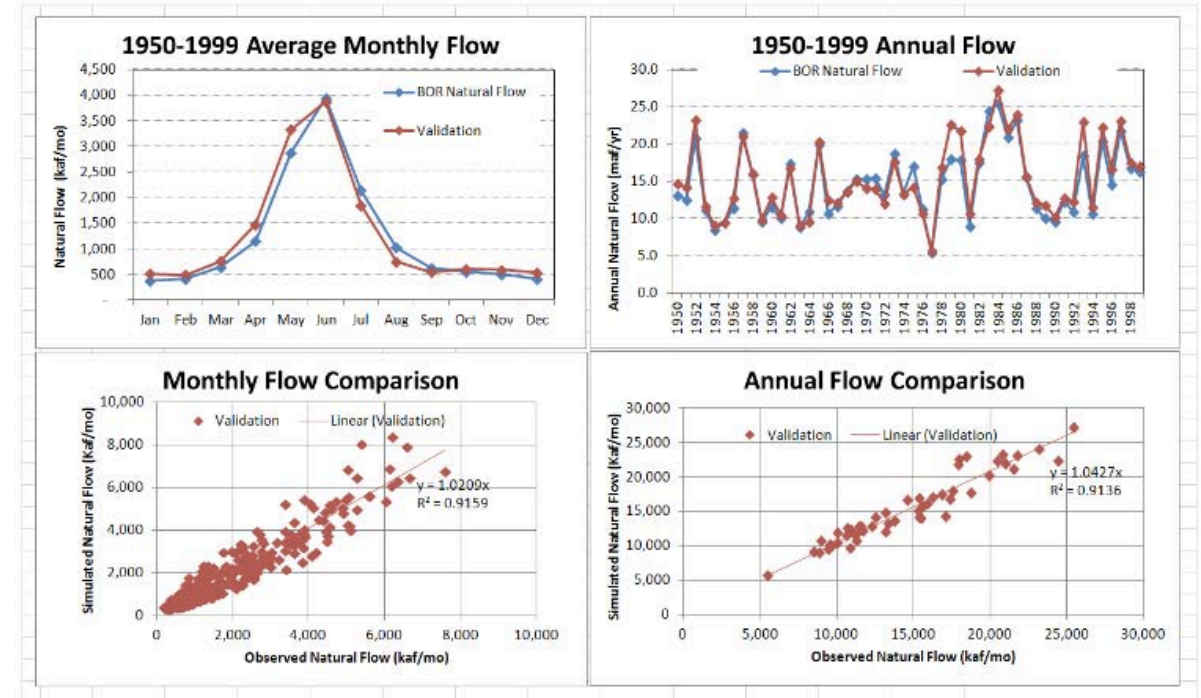 1950-1999 Average Monthly Flow
4,500
4,000
3,500
3,000
2,500
2,000
1,500
1,000
500
-
Natural Flow (kaf/mo)
BOR Natural Flow
Validation
Jan Feb Mar Apr May Jun Jul Aug Sep Oct Nov Dec
1950-1999 Annual Flow
30.0
25.0
20.0
15.0
10.0
5.0
0.0
Annual Natural Flow (maf/yr)
BOR Natural Flow
Validation
1950 1952 1954 1956 1958 1960 1962 1964 1966 1968 1970 1972 1974 1976 1978 1980 1982 1984 1986 1988 1990 1992 1994 1996 1998
Monthly Flow Comparison
10,000
8,000
6,000
4,000
2,000
0
Simulated Natural Flow (Kaf/mo)
Validation
Linear (Validation)
y = 1.0209x
R² = 0.9159
0 2,000 4,000 6,000 8,000 10,000
Observed Natural Flow (kaf/mo)
Annual Flow Comparison
30,000
25,000
20,000
15,000
10,000
5,000
0
Simulated Natural Flow (Kaf/mo)
Validation
Linear (Validation)
y = 1.0427x
R² = 0.9136
0 5,000 10,000 15,000 20,000 25,000 30,000
Observed Natural Flow (kaf/mo)